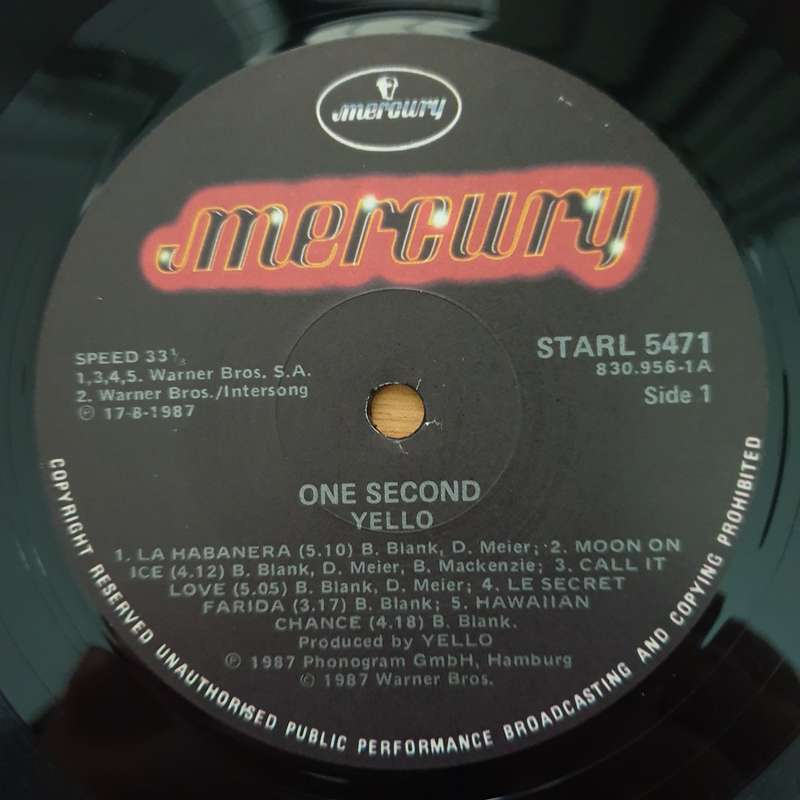 mercury
mercury
SPEED 33⅓
1,3,4,5. Warner Bros. S.A.
2. Warner Bros./Intersong
℗ 17-8-1987
STARL 5471
830.956-1A
Side 1
ONE SECOND
YELLO
1. LA HABANERA (5.10) B. Blank, D. Meier; 2. MOON ON
ICE (4.12) B. Blank, D. Meier, B. Mackenzie; 3. CALL IT
LOVE (5.05) B. Blank, D. Meier; 4. LE SECRET
FARIDA (3.17) B. Blank; 5. HAWAIIAN
CHANCE (4.18) B. Blank.
Produced by YELLO
℗ 1987 Phonogram GmbH, Hamburg
© 1987 Warner Bros.
COPYRIGHT RESERVED UNAUTHORISED PUBLIC PERFORMANCE BROADCASTING AND COPYING PROHIBITED